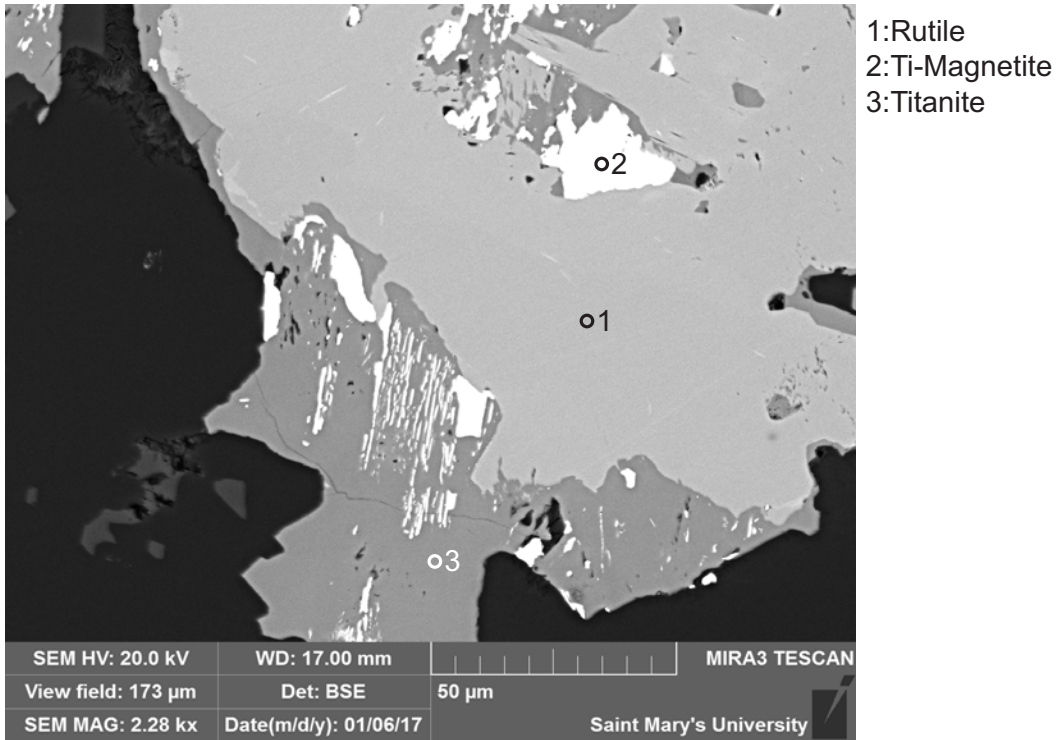 1:Rutile
2:Ti-Magnetite
3:Titanite
2
1
3
SEM HV: 20.0 kV WD: 17.00 mm MIRA3 TESCAN
View field: 173 µm Det: BSE 50 µm
SEM MAG: 2.28 kx Date(m/d/y): 01/06/17 Saint Mary's University